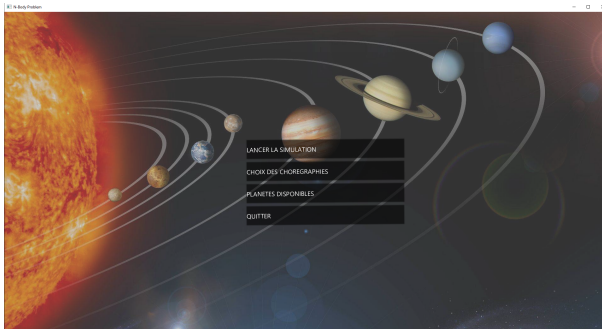 N-Body Problem
LANCER LA SIMULATION
CHOIX DES CHOREGRAPHIES
PLANETES DISPONIBLES
QUITTER